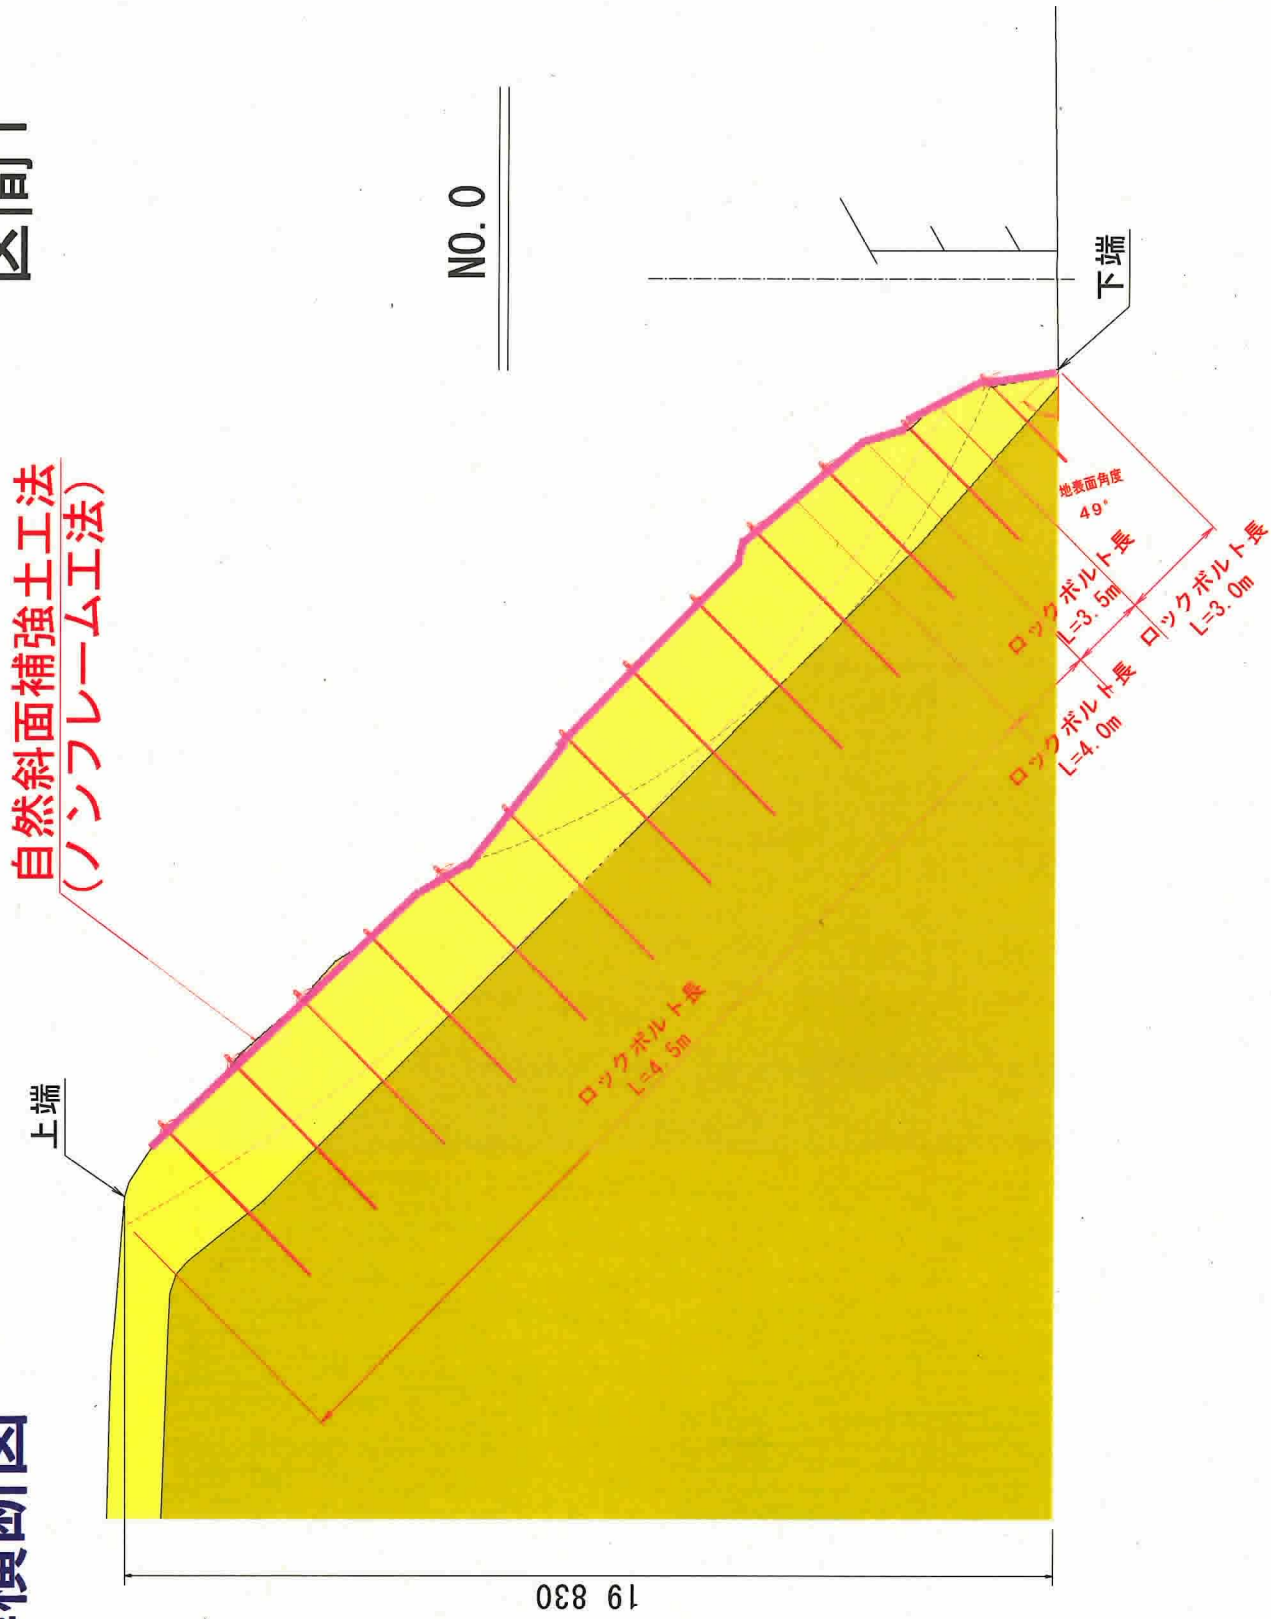 横断図
区間1
自然斜面補強土工法
(ノンフレーム工法)
NO. 0
上端
下端
地表面角度
49°
ロックボルト長
L=4.5m
ロックボルト長
L=4.0m
ロックボルト長
L=3.5m
ロックボルト長
L=3.0m
19 830